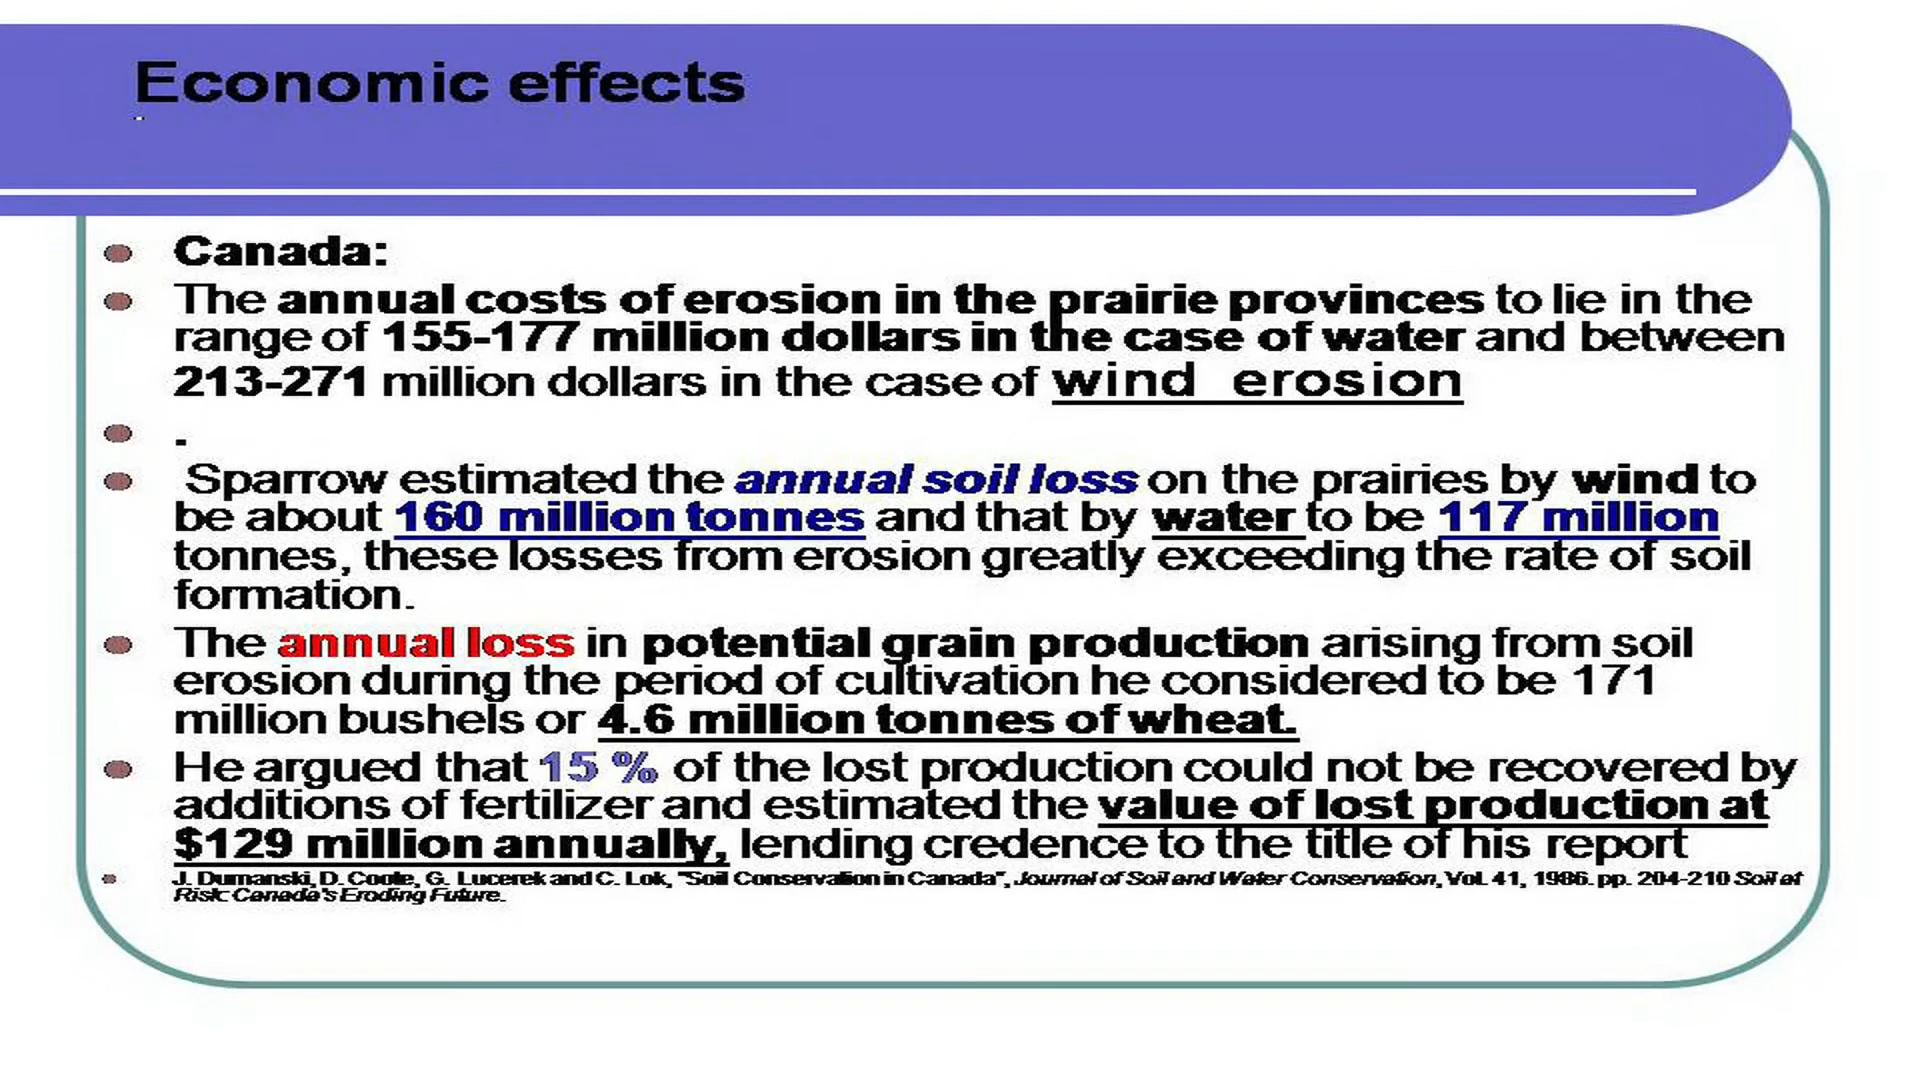 Economic effects
Canada:
The annual costs of erosion in the prairie provinces to lie in the
range of 155-177 million dollars in the case of water and between
213-271 million dollars in the case of wind erosion
.
Sparrow estimated the annual soil loss on the prairies by wind to
be about 160 million tonnes and that by water to be 117 million
tonnes, these losses from erosion greatly exceeding the rate of soil
formation.
The annual loss in potential grain production arising from soil
erosion during the period of cultivation he considered to be 171
million bushels or 4.6 million tonnes of wheat.
He argued that 15 % of the lost production could not be recovered by
additions of fertilizer and estimated the value of lost production at
$129 million annually, lending credence to the title of his report
J. Dumanski, D. Coote, G. Lucerek and C. Lok, "Soil Conservation in Canada", Journal of Soil and Water Conservation, Vol. 41, 1986. pp. 204-210 Soil at
Risk: Canada's Eroding Future.